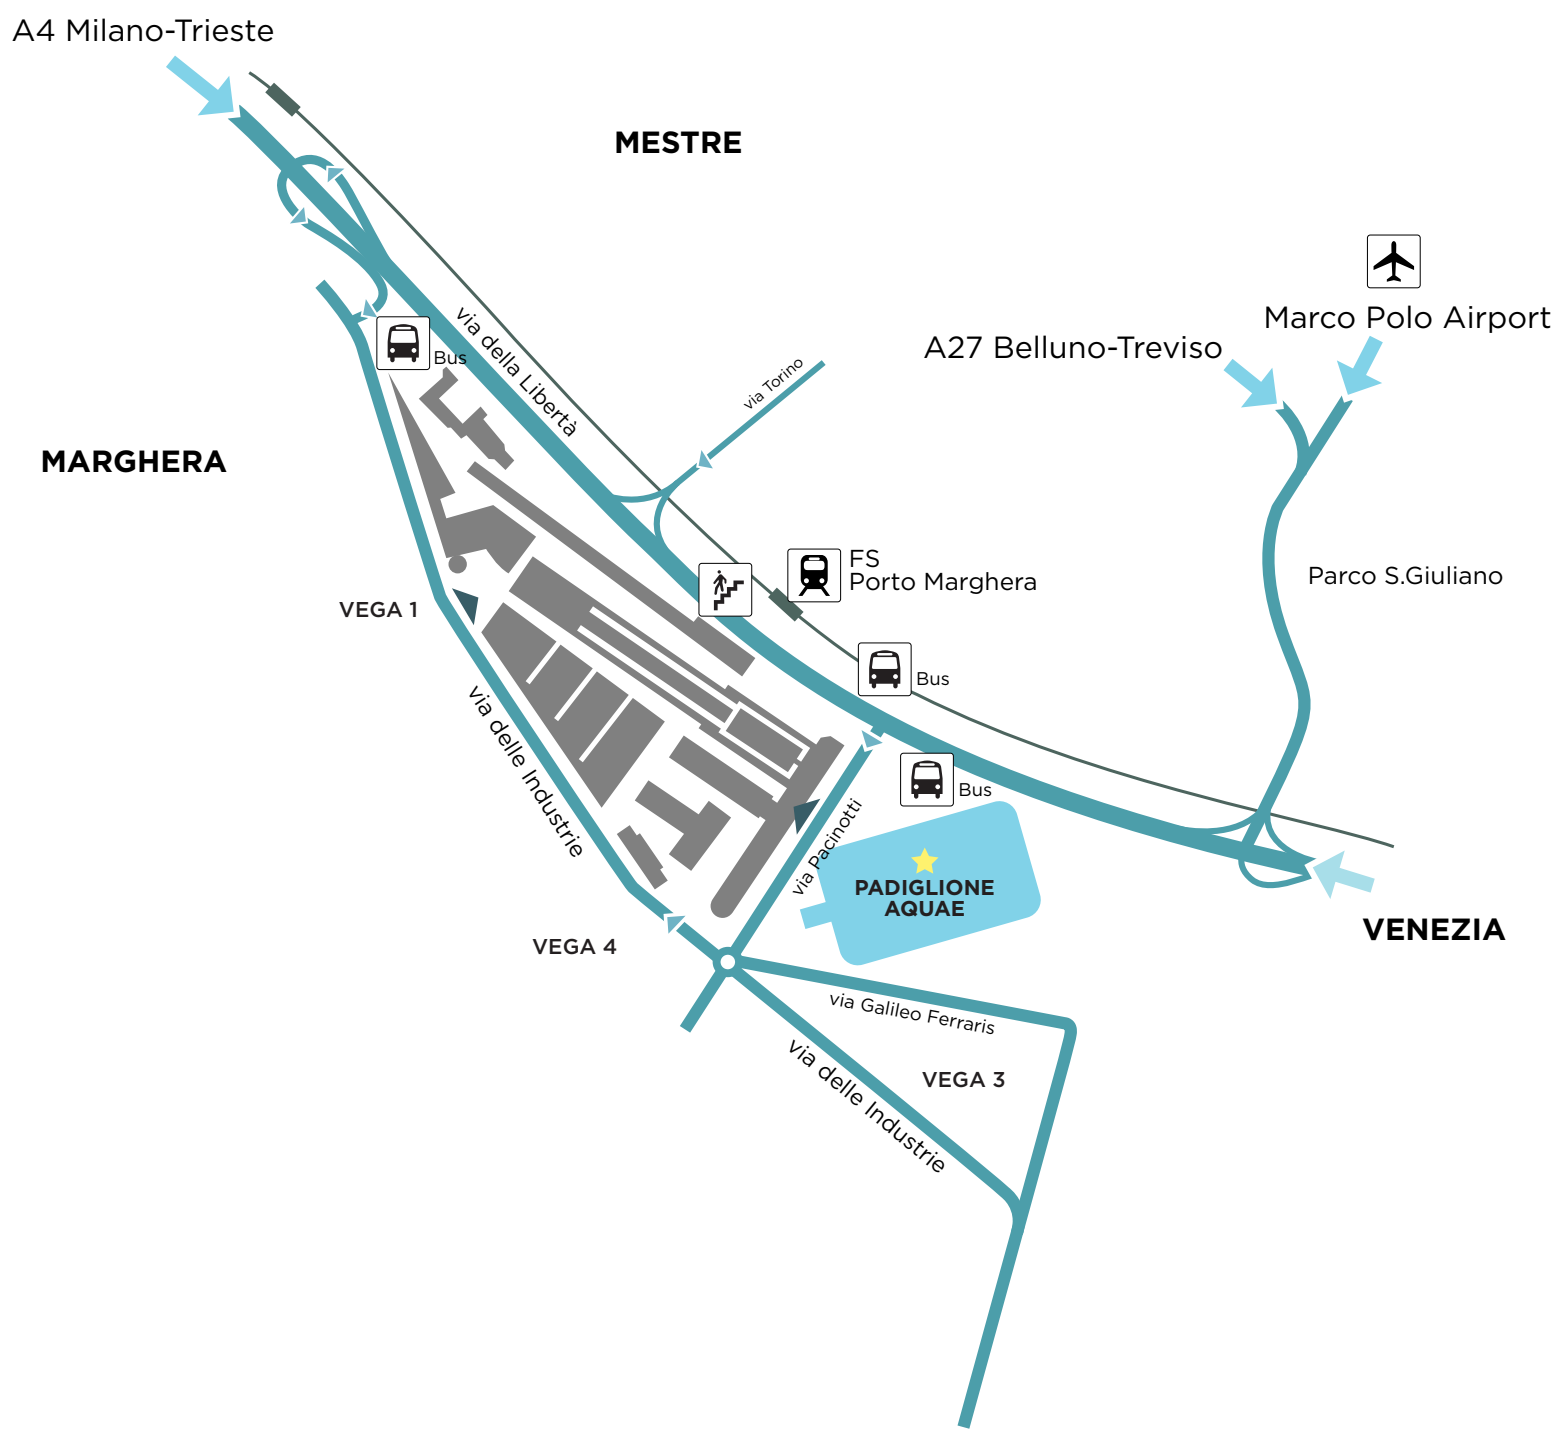 A4 Milano-Trieste
MESTRE
Marco Polo Airport
A27 Belluno-Treviso
via della Libertà
Bus
via Torino
MARGHERA
FS
Porto Marghera
Parco S.Giuliano
VEGA 1
Bus
via delle Industrie
Bus
via Pacinotti
PADIGLIONE
AQUAE
VENEZIA
VEGA 4
via Galileo Ferraris
VEGA 3
via delle Industrie